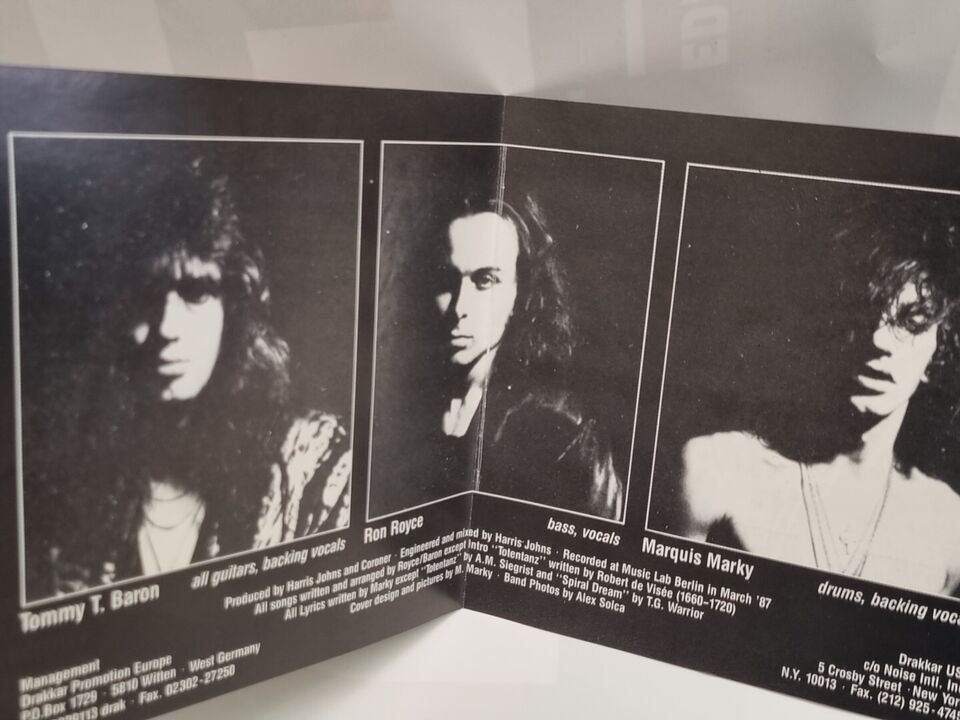 Tommy T. Baron
all guitars, backing vocals
Ron Royce
bass, vocals
Marquis Marky
drums, backing
Produced by Harris Johns and Coroner · Engineered and mixed by Harris Johns · Recorded at Music Lab Berlin in March '87
All songs written and arranged by Royce/Baron except Intro "Totentanz" written by Robert de Visée (1660-1720)
All Lyrics written by Marky except "Totentanz" by A.M. Siegrist and "Spiral Dream" by T.G. Warrior
Cover design and pictures by M. Marky · Band Photos by Alex Solca
Management
Drakkar Promotion Europe
P.O.Box 1729 · 5810 Witten · West Germany
drak · Fax. 02302-27250
Drakkar
c/o Noise Intl,
5 Crosby Street · New
N.Y. 10013 · Fax. (212) 925-